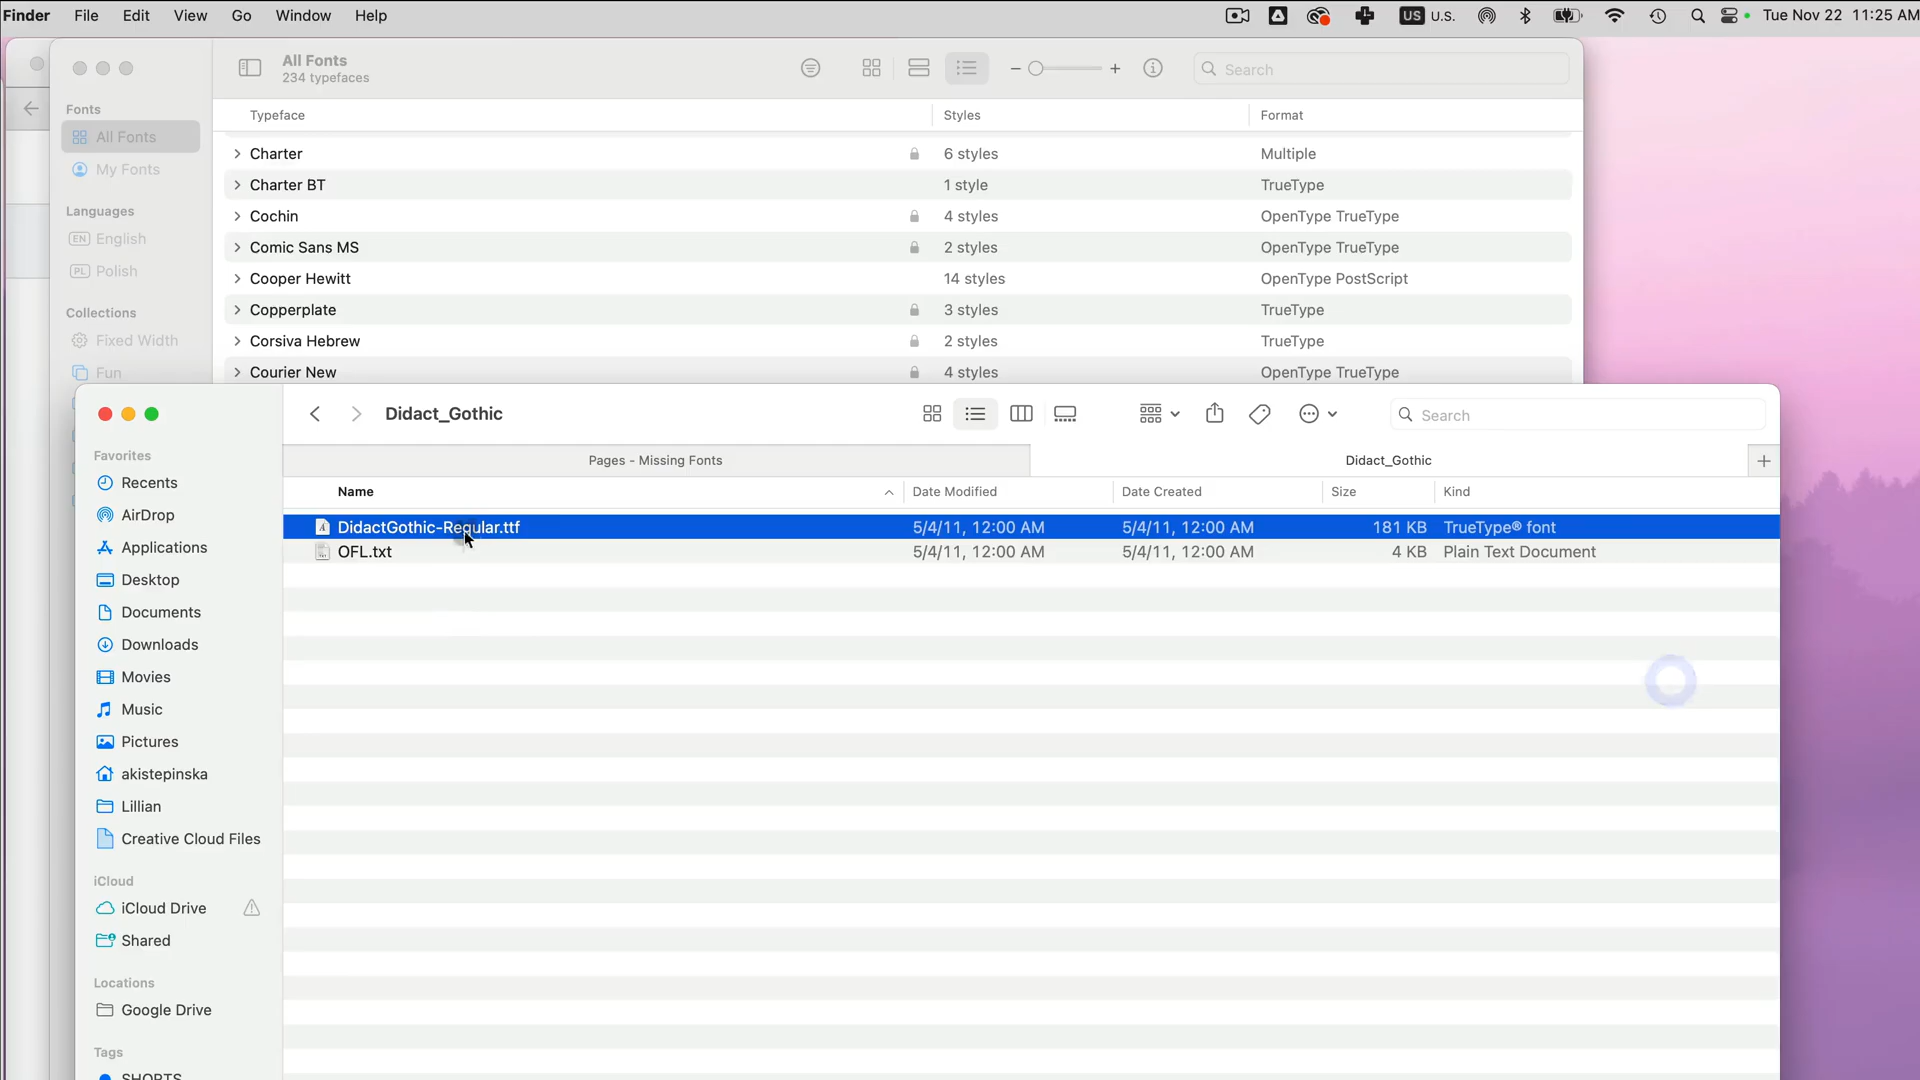 Finder File Edit View Go Window Help US U.S. Tue Nov 22 11:25 AM
All Fonts
234 typefaces
Search
Fonts
All Fonts
My Fonts
Languages
EN English
PL Polish
Collections
Fixed Width
Fun
Typeface Styles Format
Charter 6 styles Multiple
Charter BT 1 style TrueType
Cochin 4 styles OpenType TrueType
Comic Sans MS 2 styles OpenType TrueType
Cooper Hewitt 14 styles OpenType PostScript
Copperplate 3 styles TrueType
Corsiva Hebrew 2 styles TrueType
Courier New 4 styles OpenType TrueType
Didact_Gothic
Search
Pages - Missing Fonts Didact_Gothic
Name Date Modified Date Created Size Kind
DidactGothic-Regular.ttf 5/4/11, 12:00 AM 5/4/11, 12:00 AM 181 KB TrueType® font
OFL.txt 5/4/11, 12:00 AM 5/4/11, 12:00 AM 4 KB Plain Text Document
Favorites
Recents
AirDrop
Applications
Desktop
Documents
Downloads
Movies
Music
Pictures
akistepinska
Lillian
Creative Cloud Files
iCloud
iCloud Drive
Shared
Locations
Google Drive
Tags
SHORTS